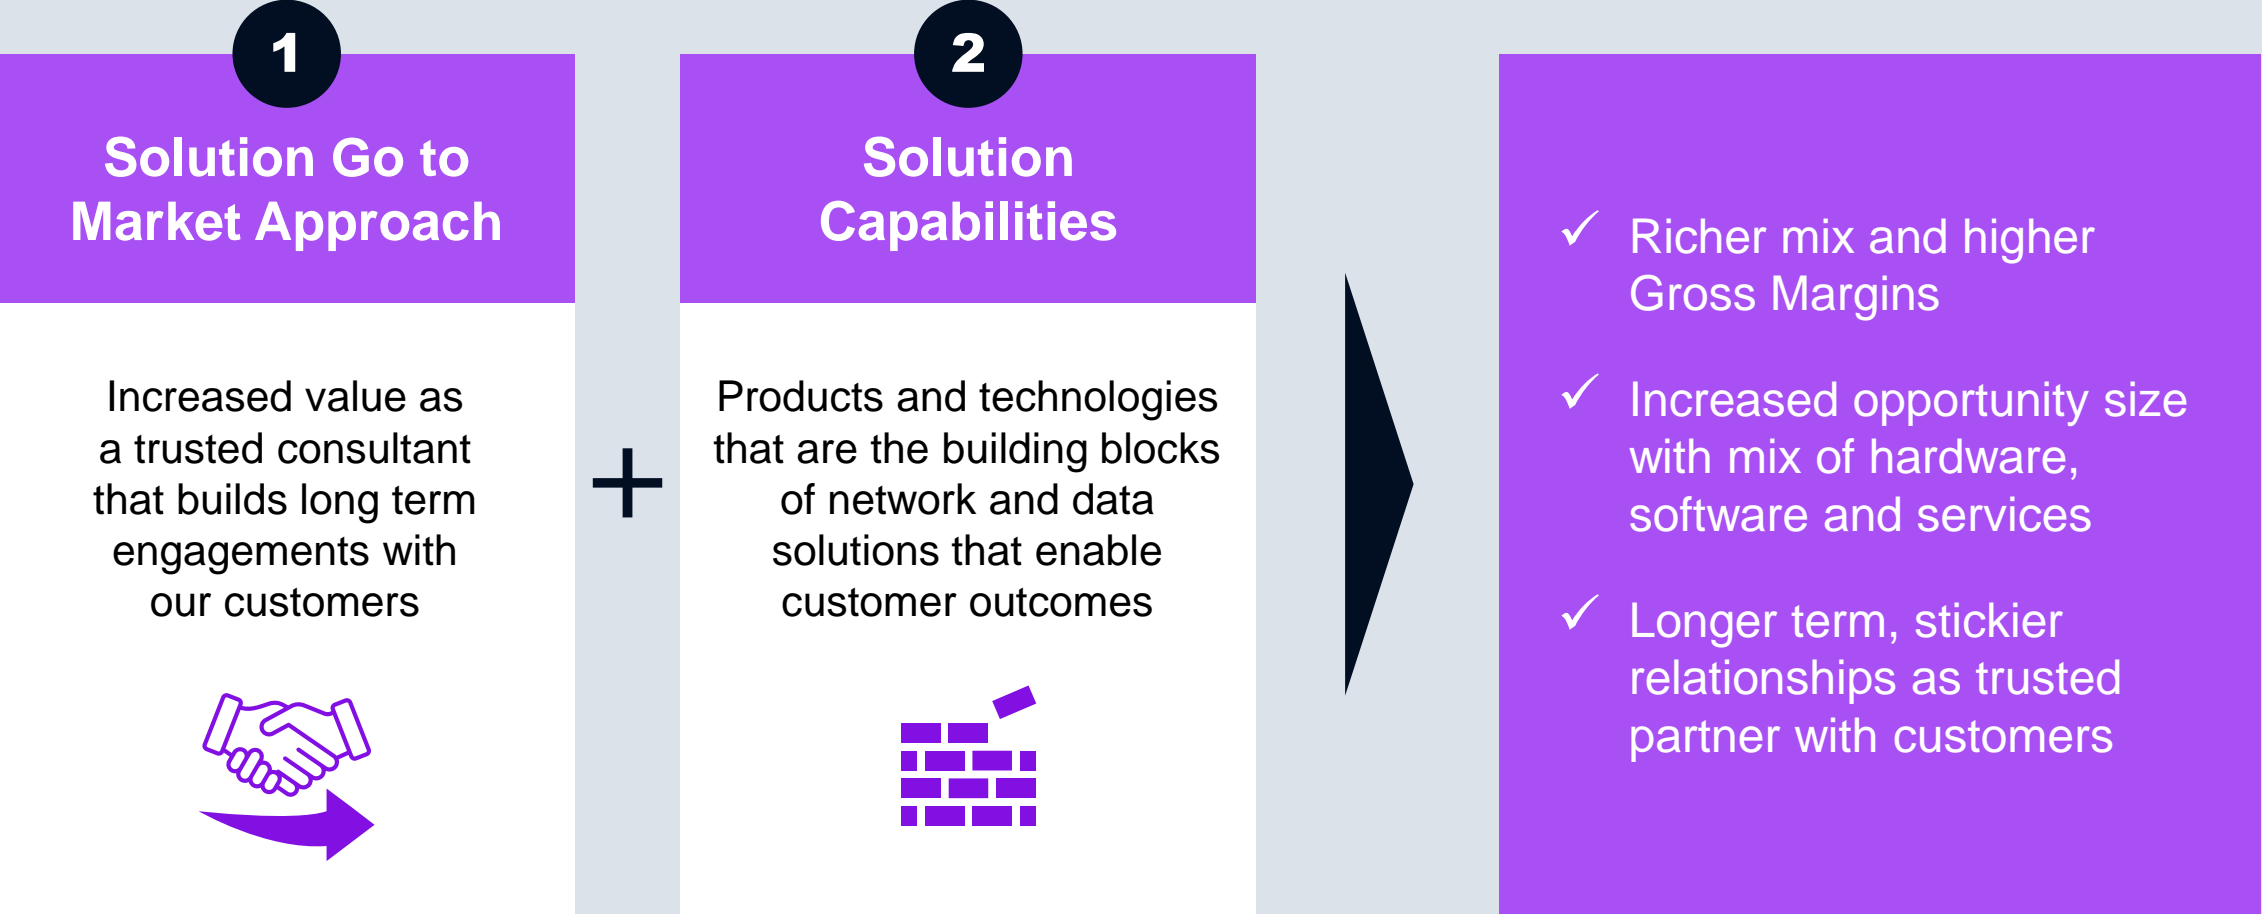 1
Solution Go to
Market Approach
Increased value as
a trusted consultant
that builds long term
engagements with
our customers
+
2
Solution
Capabilities
Products and technologies
that are the building blocks
of network and data
solutions that enable
customer outcomes
✓ Richer mix and higher
Gross Margins
✓ Increased opportunity size
with mix of hardware,
software and services
✓ Longer term, stickier
relationships as trusted
partner with customers